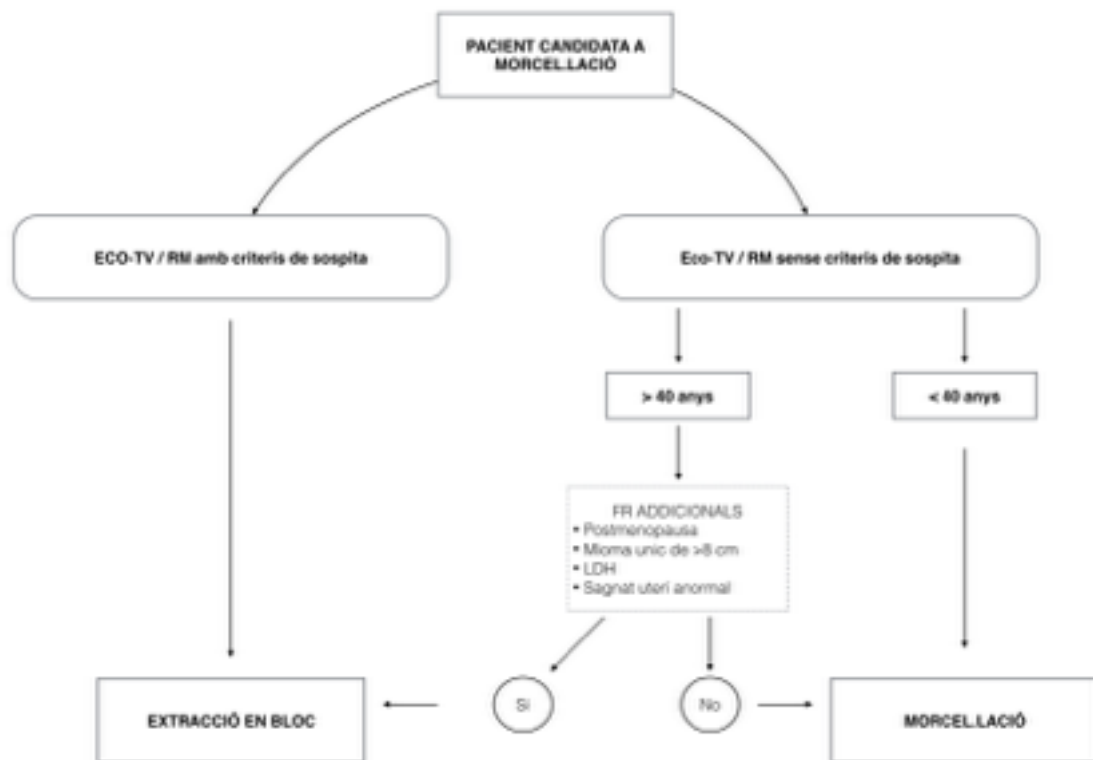 PACIENT CANDIDATA A
MORCEL.LACIÓ
ECO-TV / RM amb criteris de sospita
Eco-TV / RM sense criteris de sospita
> 40 anys
< 40 anys
FR ADDICIONALS
• Postmenopausa
• Mioma unic de >8 cm
• LDH
• Sagnat uterí anormal
Si
No
EXTRACCIÓ EN BLOC
MORCEL.LACIÓ